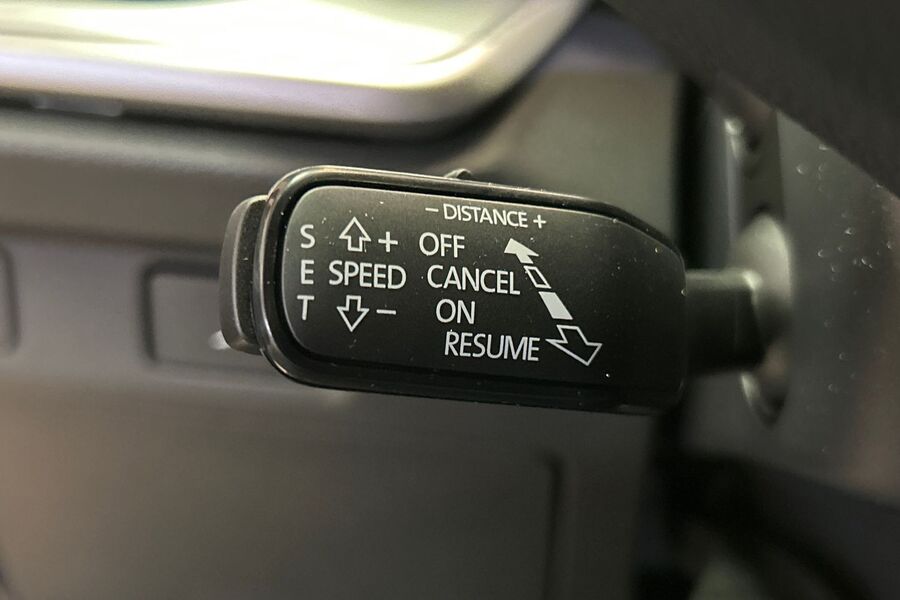 - DISTANCE +
S + OFF
E SPEED CANCEL
T - ON
RESUME